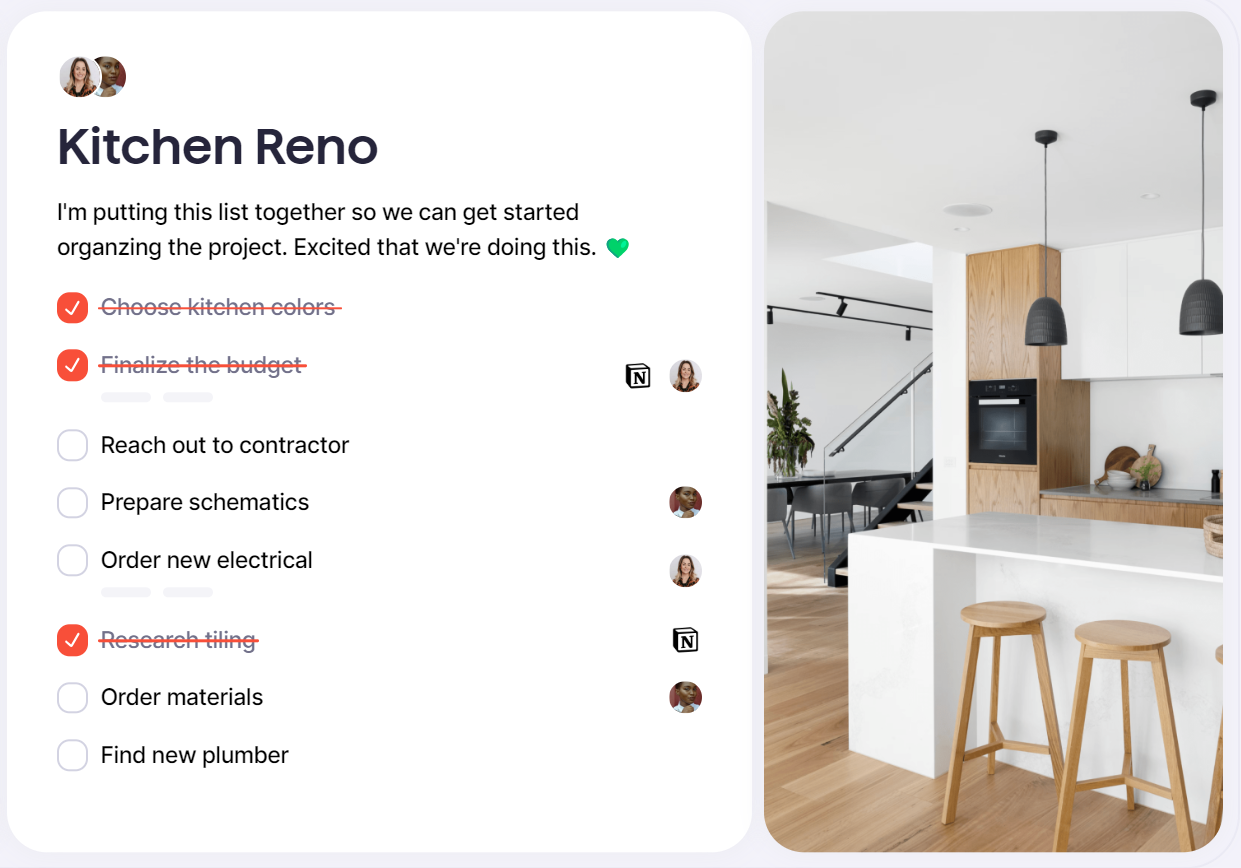 Kitchen Reno
I'm putting this list together so we can get started
organzing the project. Excited that we're doing this. 💚
Choose kitchen colors
Finalize the budget
N
Reach out to contractor
Prepare schematics
Order new electrical
Research tiling
N
Order materials
Find new plumber